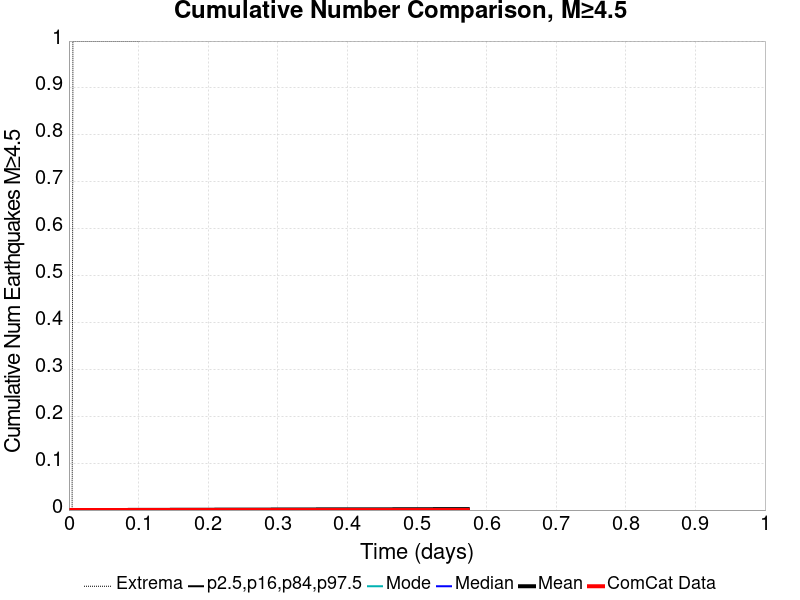 Cumulative Number Comparison, M≥4.5
Cumulative Num Earthquakes M≥4.5
1
0.9
0.8
0.7
0.6
0.5
0.4
0.3
0.2
0.1
0
0 0.1 0.2 0.3 0.4 0.5 0.6 0.7 0.8 0.9 1
Time (days)
Extrema p2.5,p16,p84,p97.5 Mode Median Mean ComCat Data